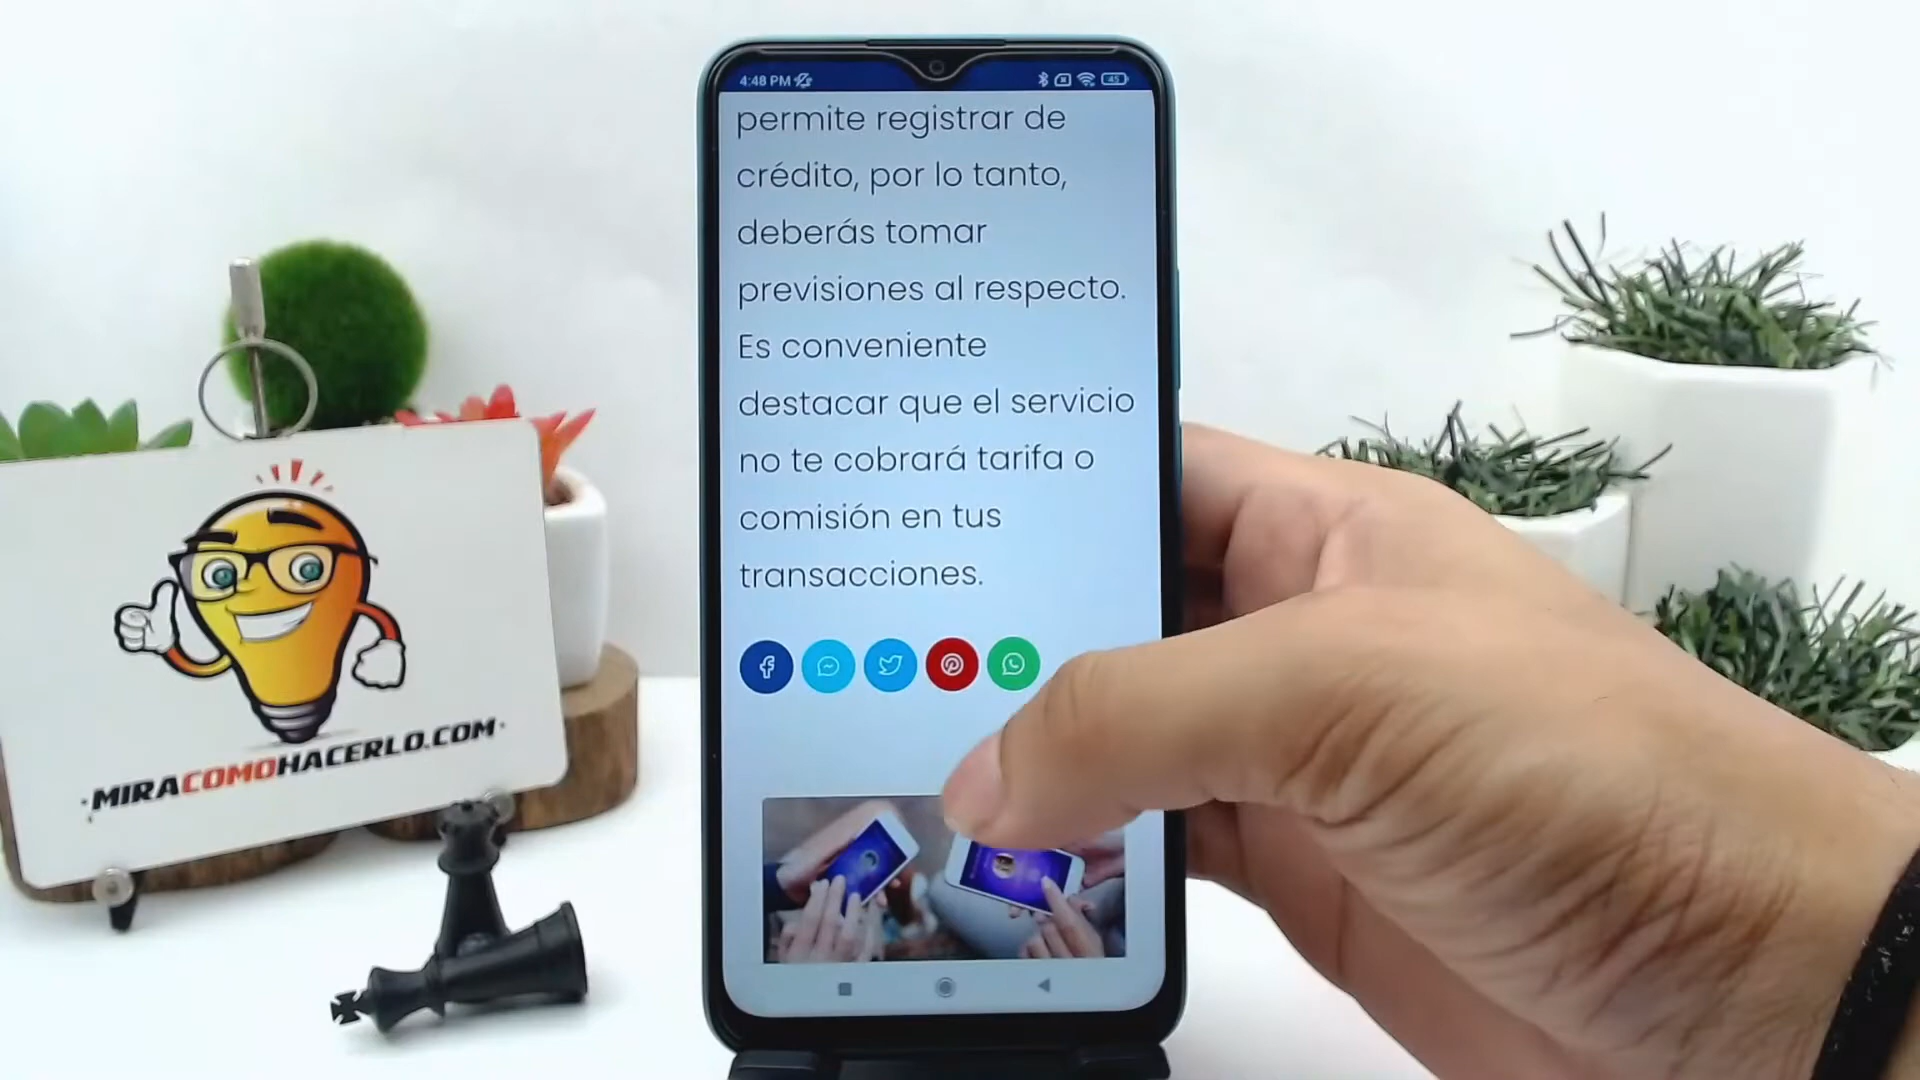 4:48 PM
45
permite registrar de
crédito, por lo tanto,
deberás tomar
previsiones al respecto.
Es conveniente
destacar que el servicio
no te cobrará tarifa o
comisión en tus
transacciones.
·MIRACOMOHACERLO.COM·